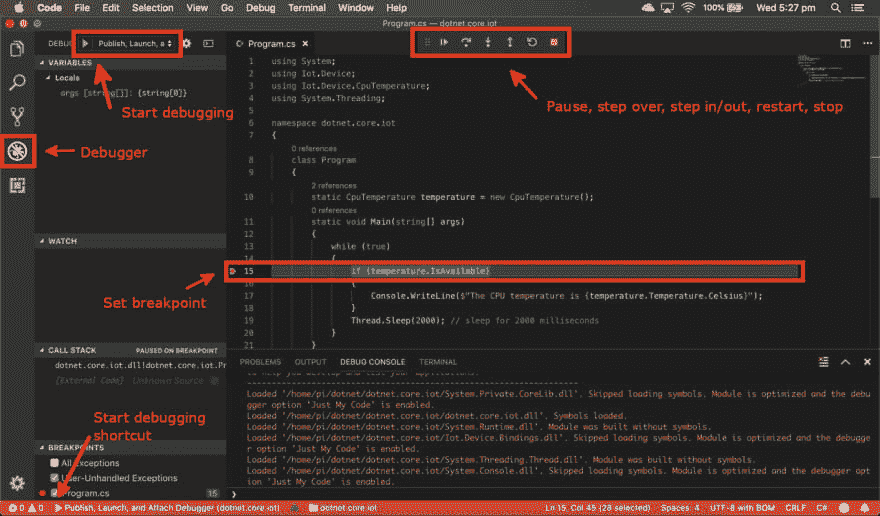 Code File Edit Selection View Go Debug Terminal Window Help 100% Wed 5:27 pm
Program.cs — dotnet.core.iot
DEBUG Publish, Launch, a
Program.cs
VARIABLES
Locals
args [string[]]: {string[0]}
Start debugging
Debugger
Pause, step over, step in/out, restart, stop
1 using System;
2 using Iot.Device;
3 using Iot.Device.CpuTemperature;
4 using System.Threading;
5
6 namespace dotnet.core.iot
7 {
0 references
8 class Program
9 {
2 references
10 static CpuTemperature temperature = new CpuTemperature();
0 references
11 static void Main(string[] args)
12 {
13 while (true)
14 {
15 if (temperature.IsAvailable)
16 {
17 Console.WriteLine($"The CPU temperature is {temperature.Temperature.Celsius}");
18 }
19 Thread.Sleep(2000); // sleep for 2000 milliseconds
20 }
21 }
WATCH
Set breakpoint
CALL STACK PAUSED ON BREAKPOINT
dotnet.core.iot.dll!dotnet.core.iot.Pr
[External Code] Unknown Source 0
Start debugging
shortcut
BREAKPOINTS
All Exceptions
User-Unhandled Exceptions
Program.cs 15
PROBLEMS OUTPUT DEBUG CONSOLE TERMINAL
to help you develop and test your applications.
-------------------------------------------------------------------
Loaded '/home/pi/dotnet/dotnet.core.iot/System.Private.CoreLib.dll'. Skipped loading symbols. Module is optimized and the debu
gger option 'Just My Code' is enabled.
Loaded '/home/pi/dotnet/dotnet.core.iot/dotnet.core.iot.dll'. Symbols loaded.
Loaded '/home/pi/dotnet/dotnet.core.iot/System.Runtime.dll'. Module was built without symbols.
Loaded '/home/pi/dotnet/dotnet.core.iot/Iot.Device.Bindings.dll'. Skipped loading symbols. Module is optimized and the debugge
r option 'Just My Code' is enabled.
Loaded '/home/pi/dotnet/dotnet.core.iot/System.Threading.Thread.dll'. Module was built without symbols.
Loaded '/home/pi/dotnet/dotnet.core.iot/System.Console.dll'. Skipped loading symbols. Module is optimized and the debugger opt
ion 'Just My Code' is enabled.
0 0 Publish, Launch, and Attach Debugger (dotnet.core.iot) dotnet.core.iot Ln 15, Col 45 (28 selected) Spaces: 4 UTF-8 with BOM CRLF C#